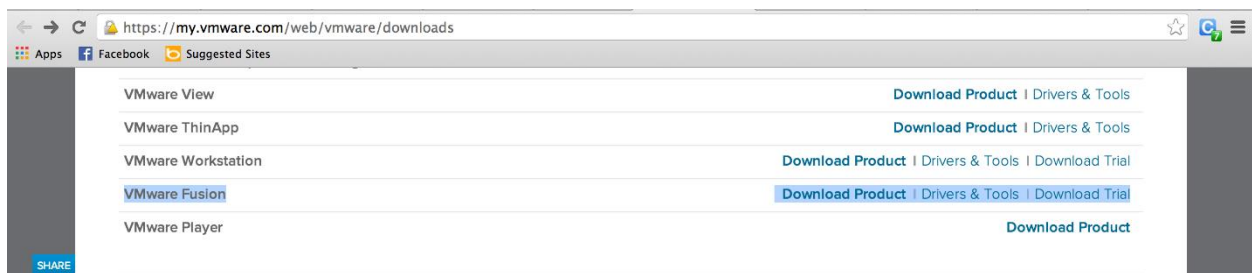 https://my.vmware.com/web/vmware/downloads
Apps Facebook Suggested Sites
VMware View Download Product | Drivers & Tools
VMware ThinApp Download Product | Drivers & Tools
VMware Workstation Download Product | Drivers & Tools | Download Trial
VMware Fusion Download Product | Drivers & Tools | Download Trial
VMware Player Download Product
SHARE